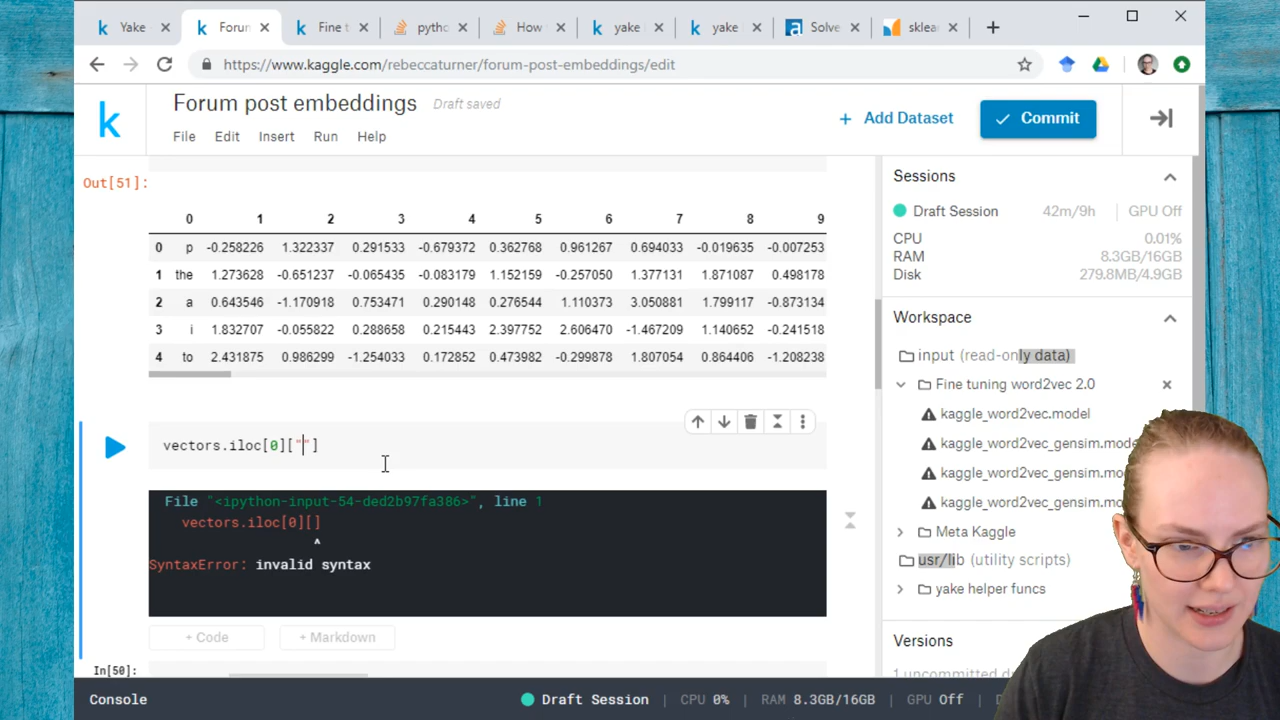 Yake
Forun
Fine t
pytho
How
yake
yake
Solve
sklea
https://www.kaggle.com/rebeccaturner/forum-post-embeddings/edit
Forum post embeddings Draft saved
File Edit Insert Run Help
+ Add Dataset
Commit
Out[51]:
0 1 2 3 4 5 6 7 8 9
0 p -0.258226 1.322337 0.291533 -0.679372 0.362768 0.961267 0.694033 -0.019635 -0.007253
1 the 1.273628 -0.651237 -0.065435 -0.083179 1.152159 -0.257050 1.377131 1.871087 0.498178
2 a 0.643546 -1.170918 0.753471 0.290148 0.276544 1.110373 3.050881 1.799117 -0.873134
3 i 1.832707 -0.055822 0.288658 0.215443 2.397752 2.606470 -1.467209 1.140652 -0.241518
4 to 2.431875 0.986299 -1.254033 0.172852 0.473982 -0.299878 1.807054 0.864406 -1.208238
vectors.iloc[0][""]
File "<ipython-input-54-ded2b97fa386>", line 1
vectors.iloc[0][]
^
SyntaxError: invalid syntax
+ Code + Markdown
In[50]:
Sessions
Draft Session 42m/9h GPU Off
CPU 0.01%
RAM 8.3GB/16GB
Disk 279.8MB/4.9GB
Workspace
input (read-only data)
Fine tuning word2vec 2.0
kaggle_word2vec.model
kaggle_word2vec_gensim.mode
kaggle_word2vec_gensim.mo
kaggle_word2vec_gensim.mo
Meta Kaggle
usr/lib (utility scripts)
yake helper funcs
Versions
Console
Draft Session CPU 0% RAM 8.3GB/16GB GPU Off